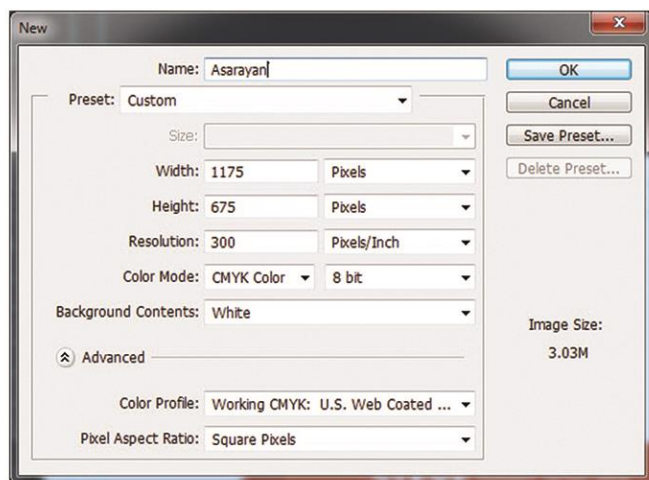 New
Name: Asarayan
OK
Preset: Custom
Cancel
Size:
Save Preset...
Width: 1175 Pixels
Delete Preset...
Height: 675 Pixels
Resolution: 300 Pixels/Inch
Color Mode: CMYK Color 8 bit
Background Contents: White
Image Size:
3.03M
Advanced
Color Profile: Working CMYK: U.S. Web Coated ...
Pixel Aspect Ratio: Square Pixels